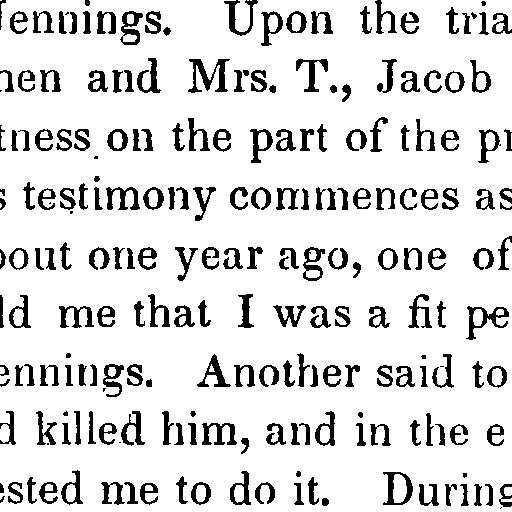 Jennings. Upon the tria
men and Mrs. T., Jacob
tness on the part of the pr
s testimony commences as
bout one year ago, one of
ld me that I was a fit pe
ennings. Another said to
d killed him, and in the e
ested me to do it. During